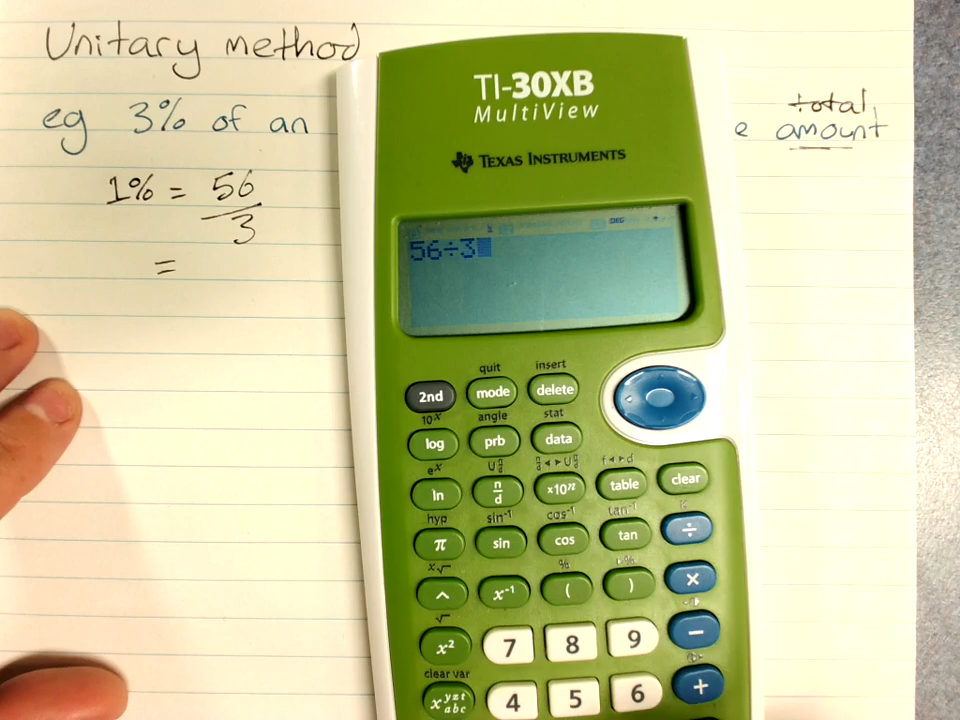 Unitary method
eg 3% of an
e amount
total
1% = 56
3
=
TI-30XB
MultiView
TEXAS INSTRUMENTS
DEG
56÷3
quit insert
2nd mode delete
10ˣ angle stat
log prb data
eˣ
f◄►d
ln n/d ×10ⁿ table clear
hyp sin⁻¹ cos⁻¹ tan⁻¹ K
π sin cos tan ÷
ˣ√ % ►%
^ x⁻¹ ( ) ×
√
x² 7 8 9 −
clear var
x yzt abc 4 5 6 +